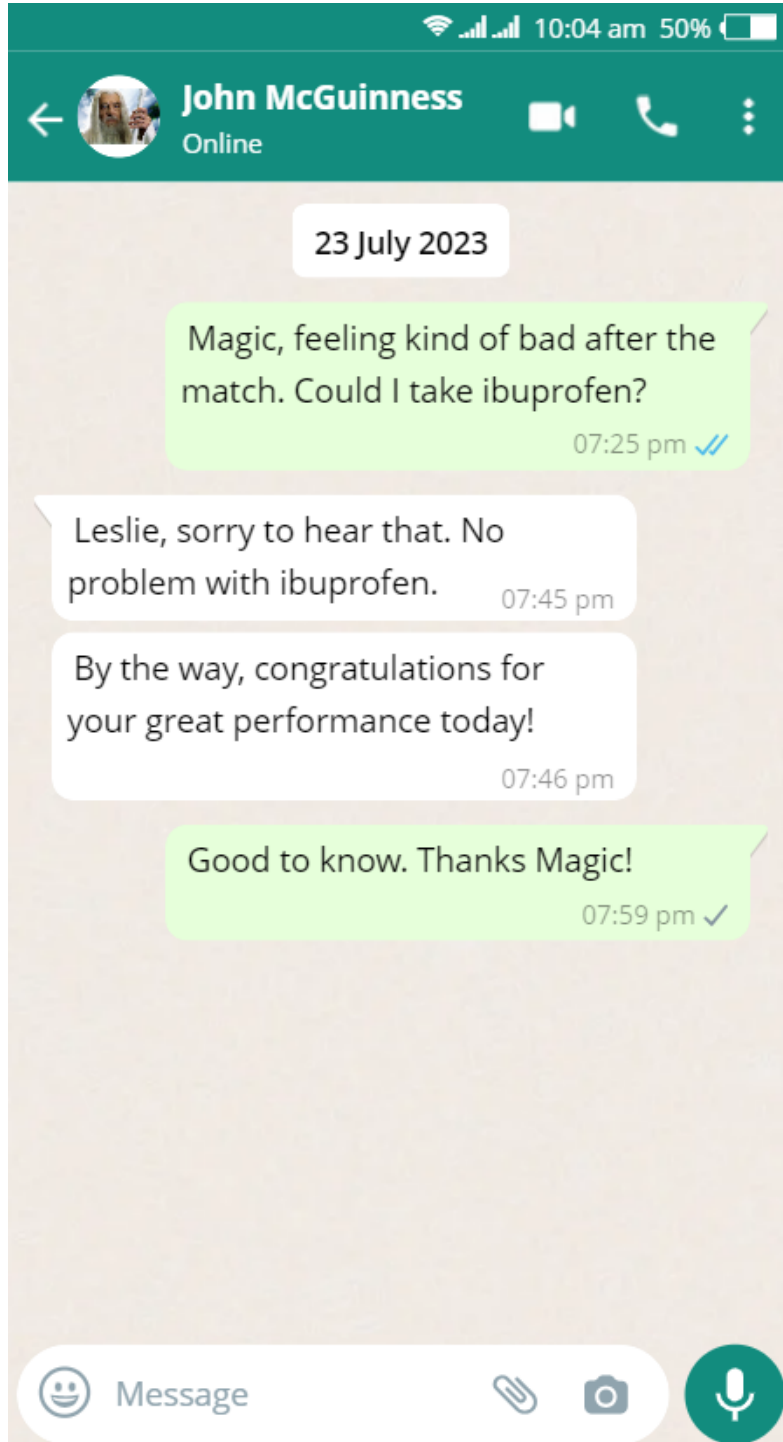 10:04 am 50%
John McGuinness
Online
23 July 2023
Magic, feeling kind of bad after the
match. Could I take ibuprofen?
07:25 pm
Leslie, sorry to hear that. No
problem with ibuprofen.
07:45 pm
By the way, congratulations for
your great performance today!
07:46 pm
Good to know. Thanks Magic!
07:59 pm
Message